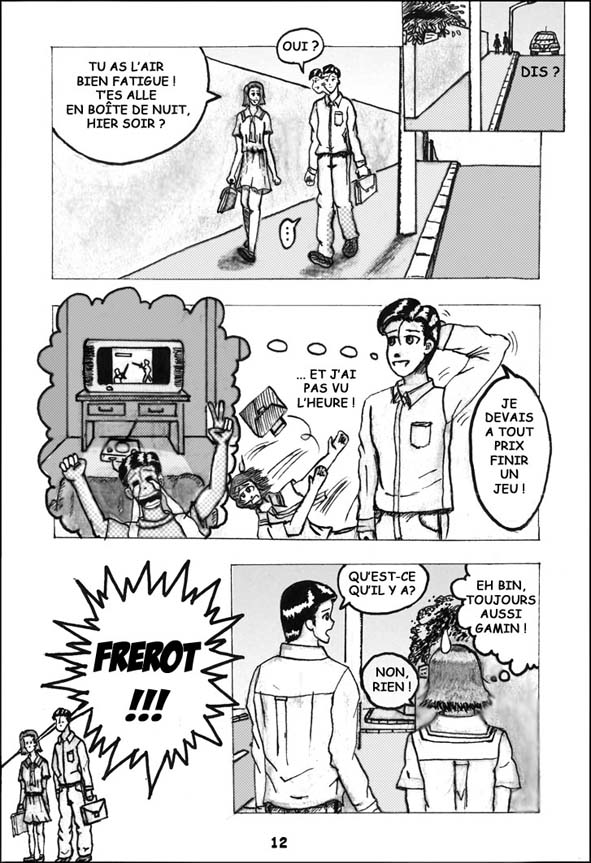 DIS ?
OUI ?
TU AS L'AIR
BIEN FATIGUE !
T'ES ALLE
EN BOÎTE DE NUIT,
HIER SOIR ?
...
JE
DEVAIS
A TOUT
PRIX
FINIR
UN
JEU !
... ET J'AI
PAS VU
L'HEURE !
QU'EST-CE
QU'IL Y A?
NON,
RIEN !
EH BIN,
TOUJOURS
AUSSI
GAMIN !
FREROT
!!!
12